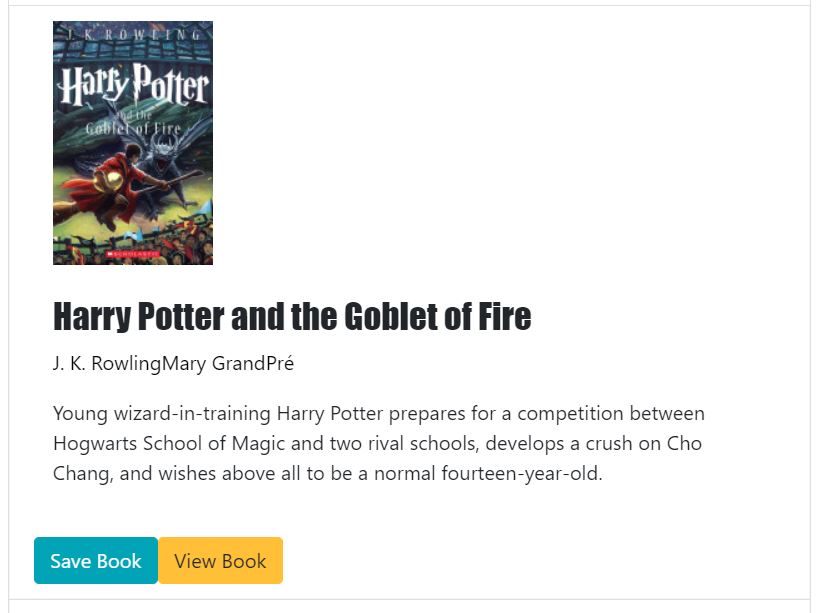 J. K. ROWLING
Harry Potter
and the
Goblet of Fire
SCHOLASTIC
Harry Potter and the Goblet of Fire
J. K. RowlingMary GrandPré
Young wizard-in-training Harry Potter prepares for a competition between
Hogwarts School of Magic and two rival schools, develops a crush on Cho
Chang, and wishes above all to be a normal fourteen-year-old.
Save Book
View Book